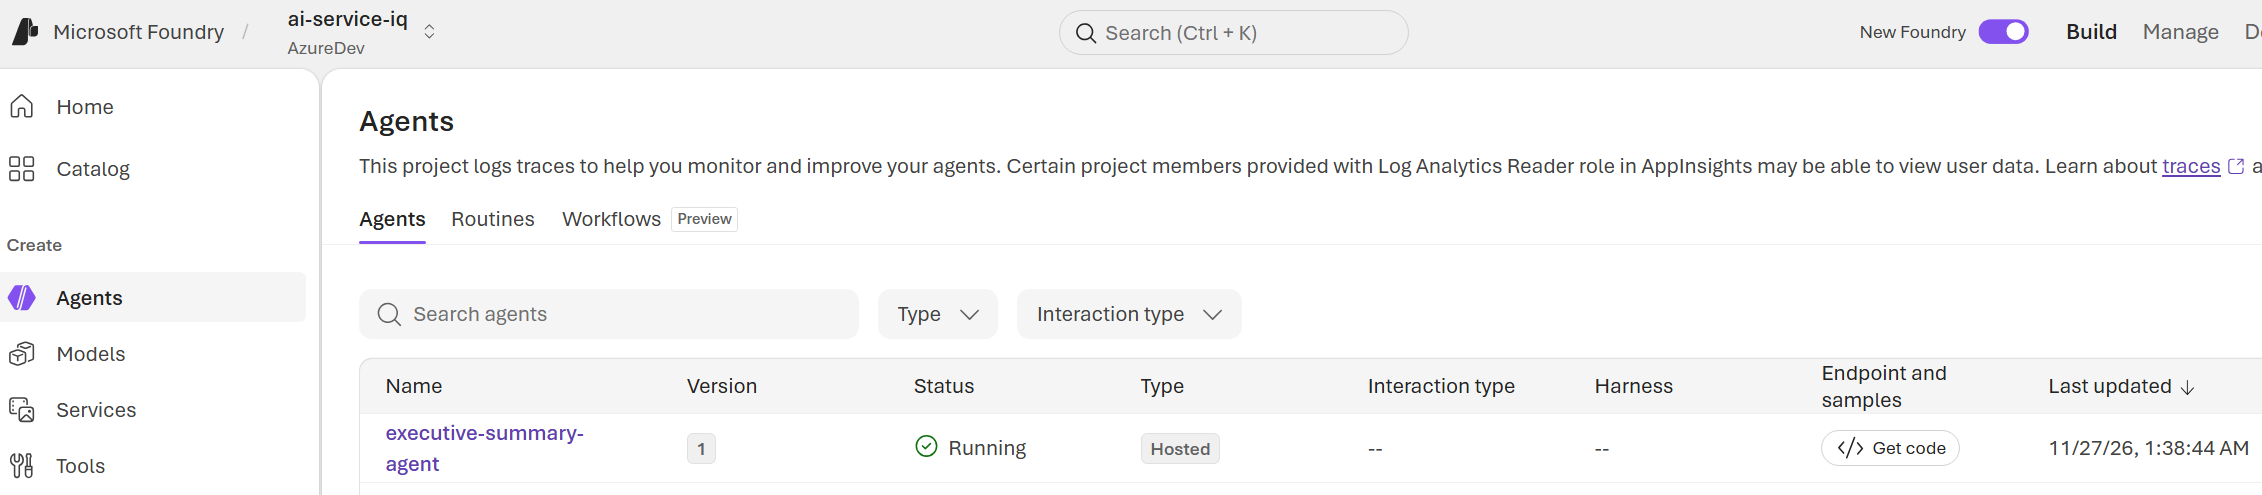 Microsoft Foundry / ai-service-iq
AzureDev
Search (Ctrl + K)
New Foundry
Build
Manage
Home
Catalog
Create
Agents
Models
Services
Tools
Agents
This project logs traces to help you monitor and improve your agents. Certain project members provided with Log Analytics Reader role in AppInsights may be able to view user data. Learn about traces a
Agents Routines Workflows Preview
Search agents
Type
Interaction type
Name Version Status Type Interaction type Harness Endpoint and samples Last updated
executive-summary-
agent
1
Running
Hosted
--
--
</> Get code
11/27/26, 1:38:44 AM